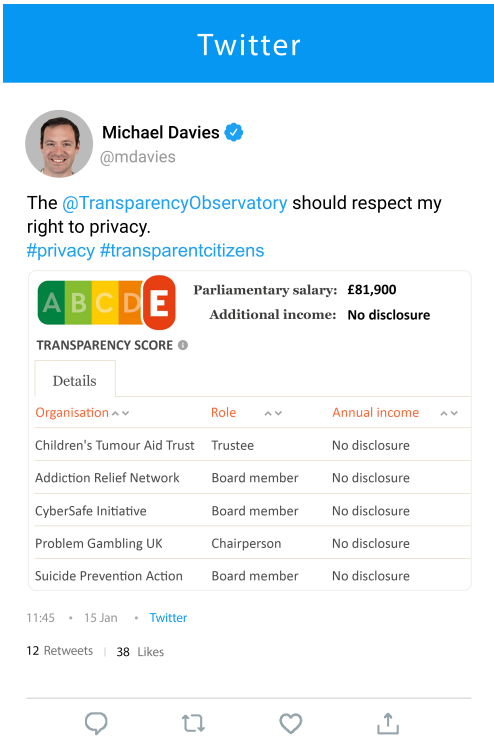 Twitter
Michael Davies
@mdavies
The @TransparencyObservatory should respect my
right to privacy.
#privacy #transparentcitizens
A B C D E
Parliamentary salary: £81,900
Additional income: No disclosure
TRANSPARENCY SCORE i
Details
Organisation Role Annual income
Children's Tumour Aid Trust Trustee No disclosure
Addiction Relief Network Board member No disclosure
CyberSafe Initiative Board member No disclosure
Problem Gambling UK Chairperson No disclosure
Suicide Prevention Action Board member No disclosure
11:45 • 15 Jan • Twitter
12 Retweets | 38 Likes